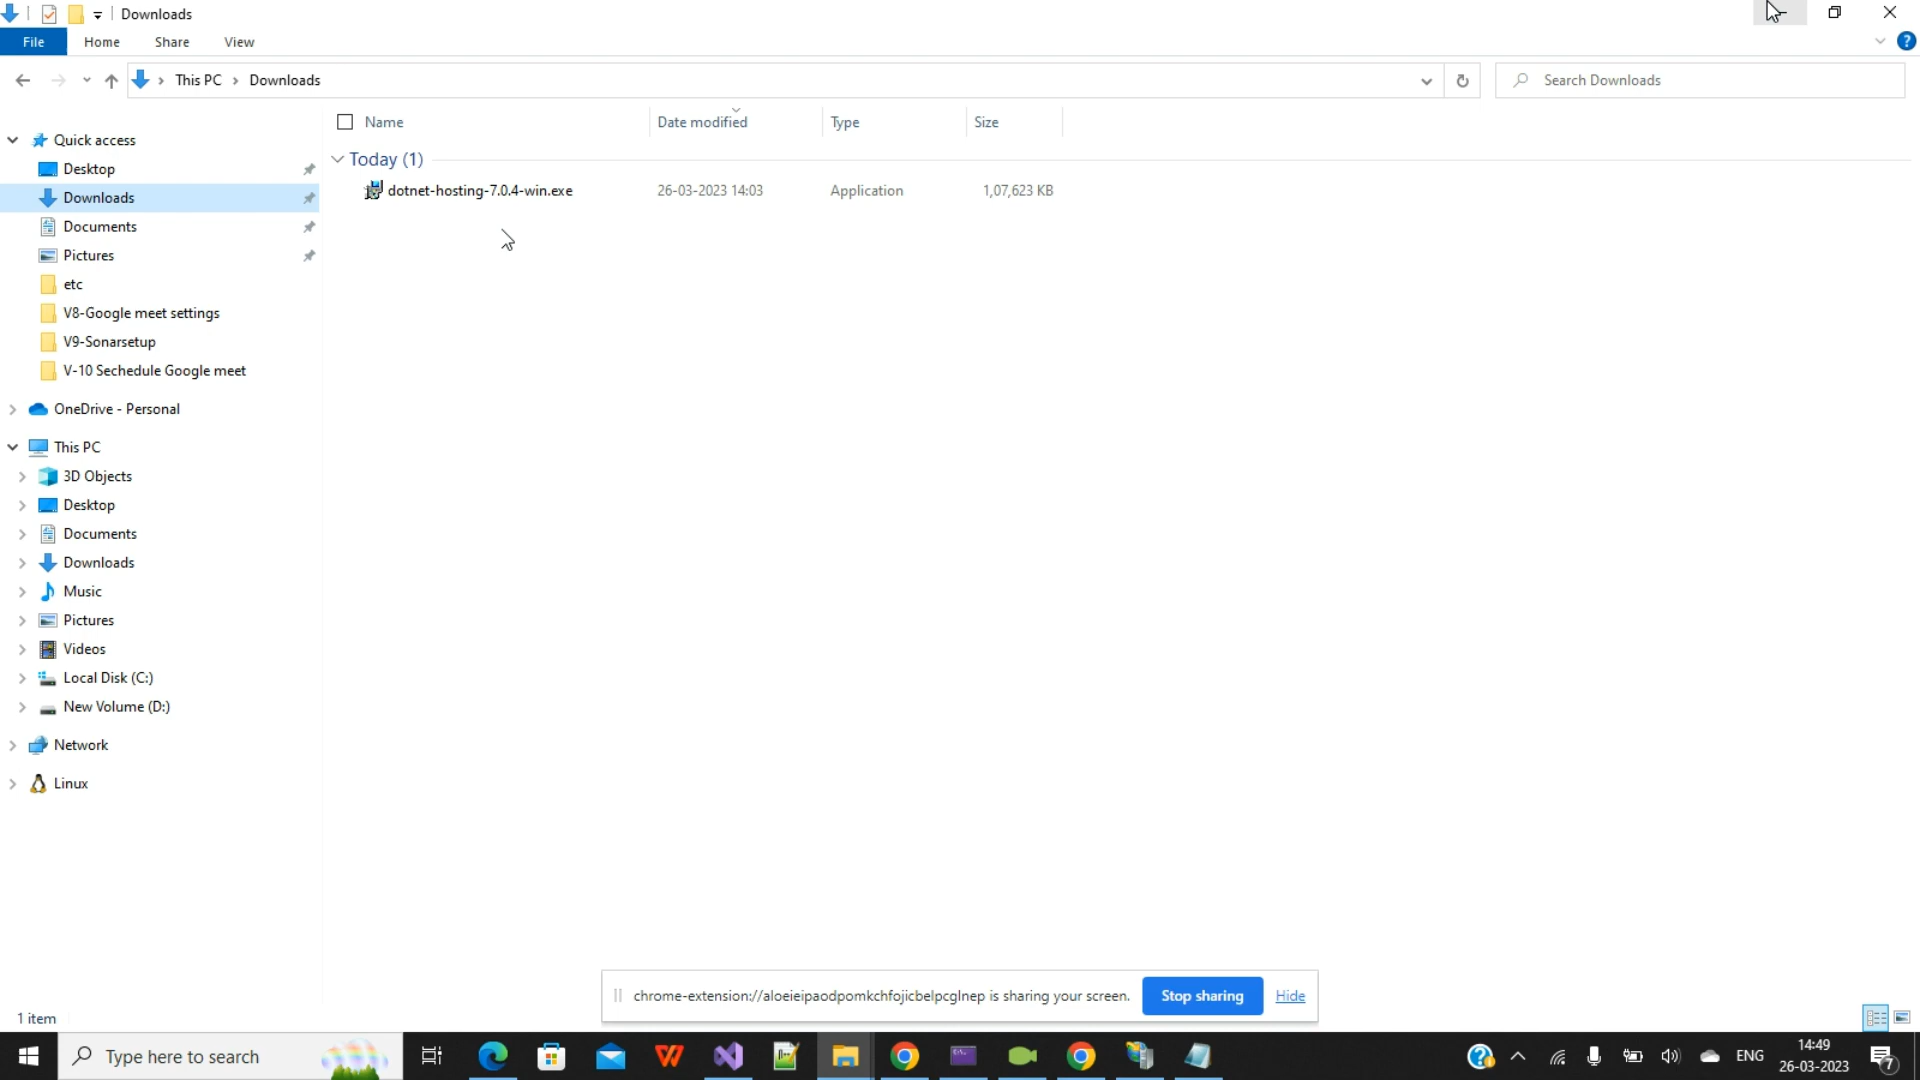 Downloads
File Home Share View
This PC Downloads Search Downloads
Name Date modified Type Size
Quick access
Today (1)
Desktop
dotnet-hosting-7.0.4-win.exe 26-03-2023 14:03 Application 1,07,623 KB
Downloads
Documents
Pictures
etc
V8-Google meet settings
V9-Sonarsetup
V-10 Sechedule Google meet
OneDrive - Personal
This PC
3D Objects
Desktop
Documents
Downloads
Music
Pictures
Videos
Local Disk (C:)
New Volume (D:)
Network
Linux
chrome-extension://aloeieipaodpomkchfojicbelpcglnep is sharing your screen. Stop sharing Hide
1 item
Type here to search ENG 14:49
26-03-2023 7